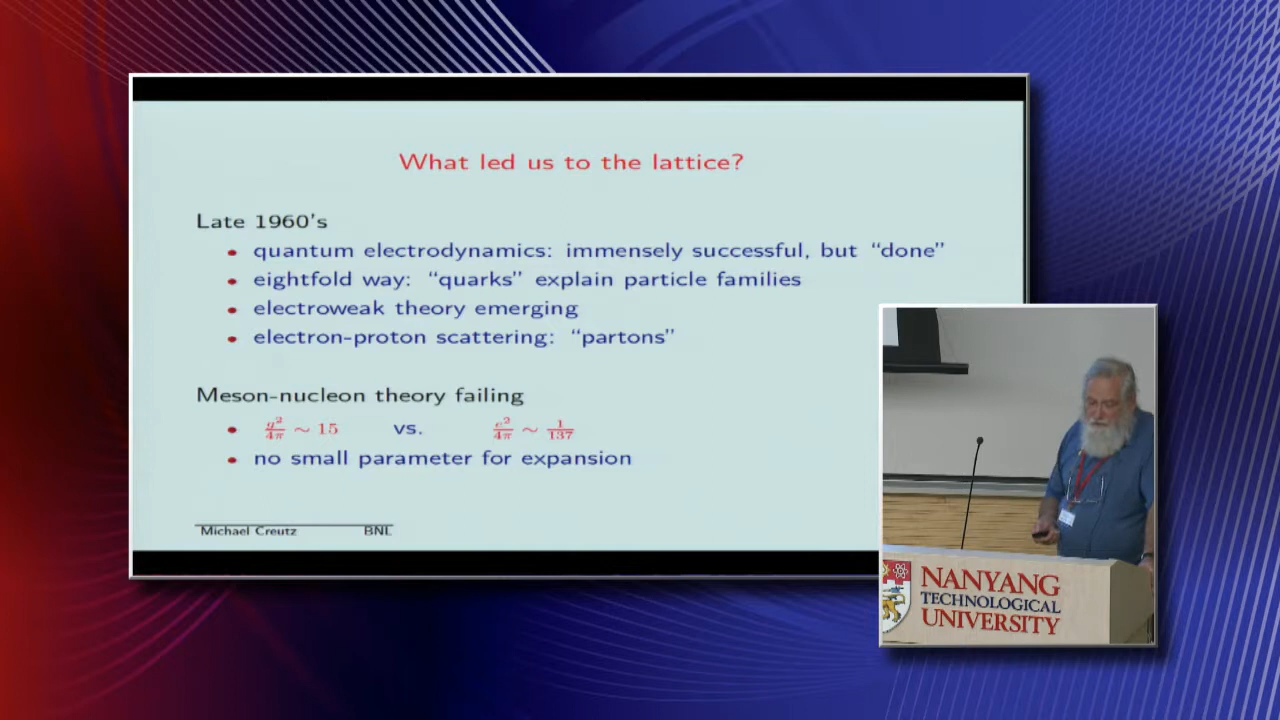 What led us to the lattice?
Late 1960's
• quantum electrodynamics: immensely successful, but “done”
• eightfold way: “quarks” explain particle families
• electroweak theory emerging
• electron-proton scattering: “partons”
Meson-nucleon theory failing
• g²/4π ∼ 15 vs. e²/4π ∼ 1/137
• no small parameter for expansion
Michael Creutz BNL
NANYANG
TECHNOLOGICAL
UNIVERSITY